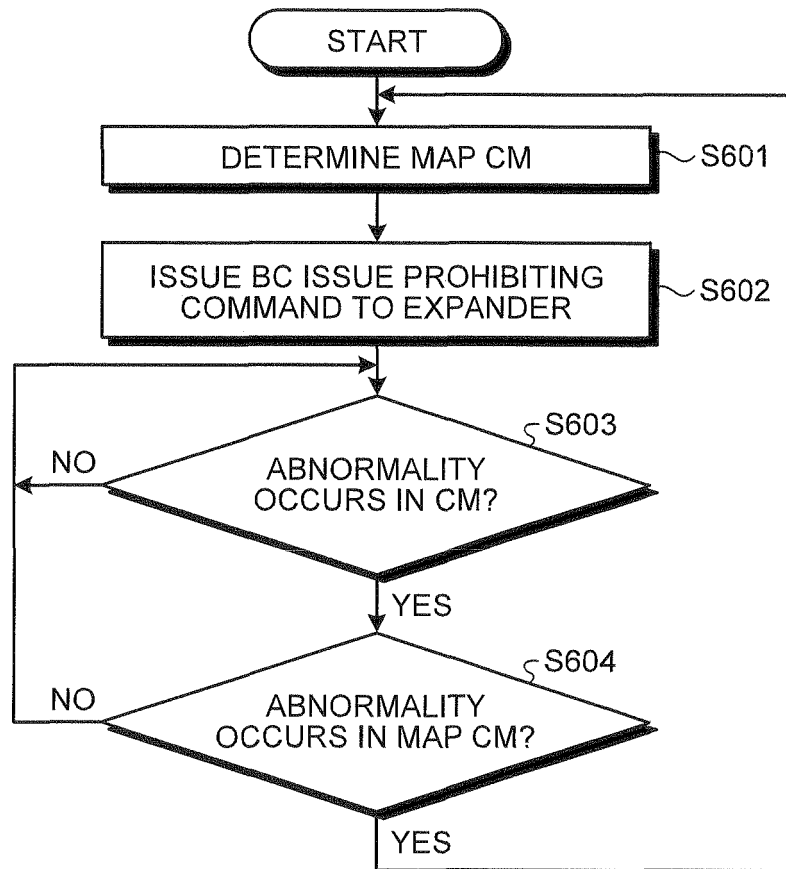 START
DETERMINE MAP CM
S601
ISSUE BC ISSUE PROHIBITING
COMMAND TO EXPANDER
S602
S603
NO
ABNORMALITY
OCCURS IN CM?
YES
S604
NO
ABNORMALITY
OCCURS IN MAP CM?
YES